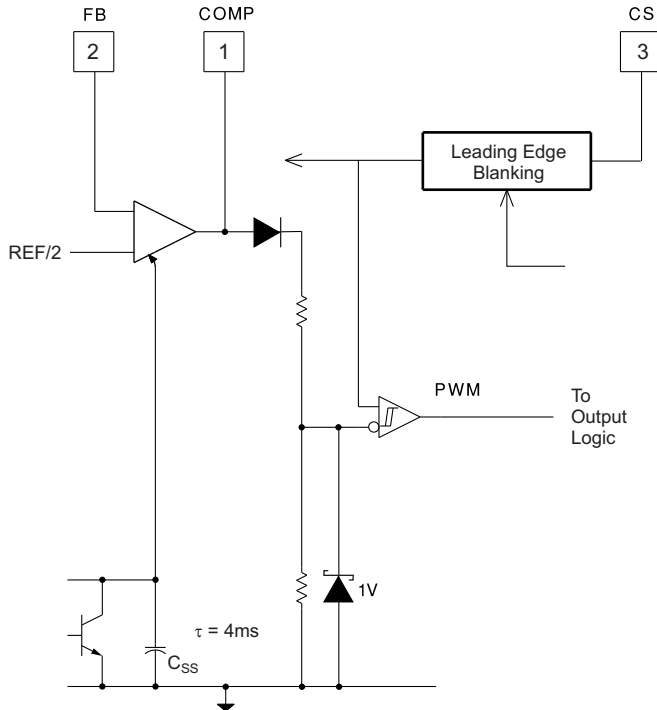 FB
COMP
CS
2
1
3
Leading Edge
Blanking
REF/2
PWM
To
Output
Logic
1V
τ = 4ms
CSS